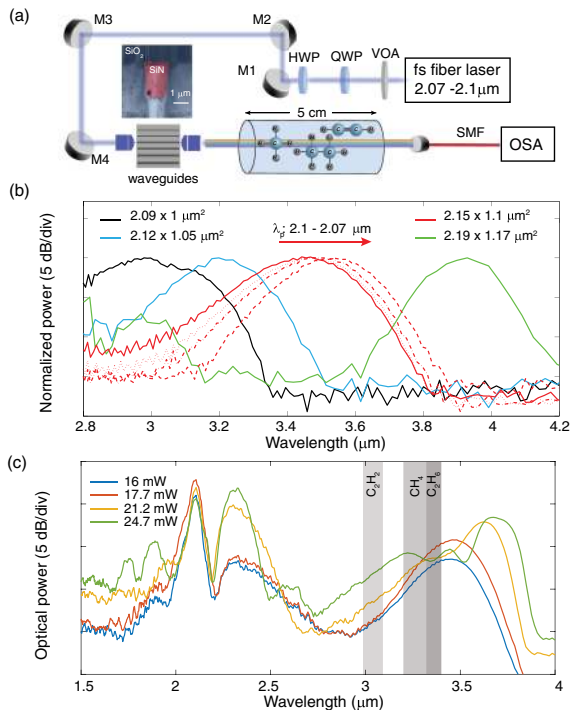 (a)
M3
M2
SiO2
SiN
1 μm
M1
HWP
QWP
VOA
fs fiber laser
2.07 -2.1μm
M4
waveguides
5 cm
H
C
SMF
OSA
(b)
2.09 x 1 μm²
2.12 x 1.05 μm²
λp: 2.1 - 2.07 μm
2.15 x 1.1 μm²
2.19 x 1.17 μm²
Normalized power (5 dB/div)
2.8
3
3.2
3.4
3.6
3.8
4
4.2
Wavelength (μm)
(c)
16 mW
17.7 mW
21.2 mW
24.7 mW
C2H2
CH4
C2H6
Optical power (5 dB/div)
1.5
2
2.5
3
3.5
4
Wavelength (μm)